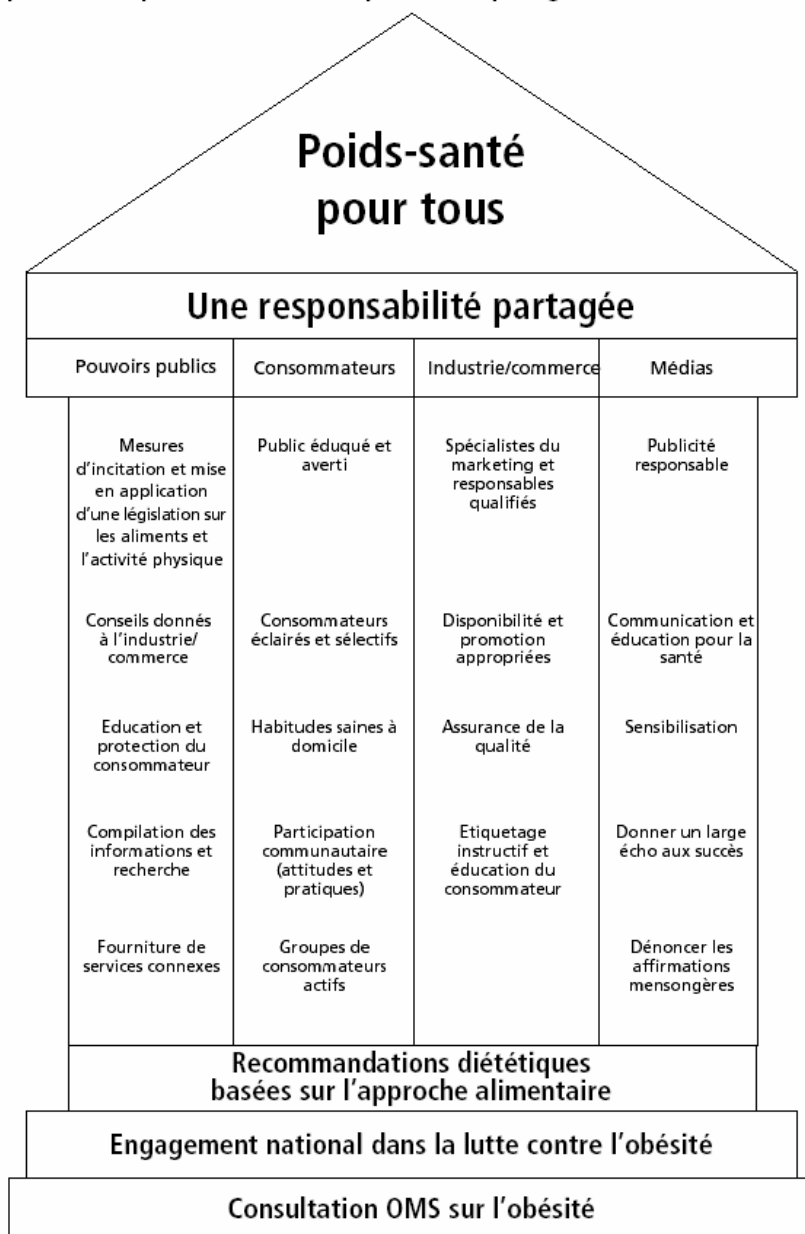 Poids-santé
pour tous
Une responsabilité partagée
Pouvoirs publics
Consommateurs
Industrie/commerce
Médias
Mesures
d'incitation et mise
en application
d'une législation sur
les aliments et
l'activité physique
Public éduqué et
averti
Spécialistes du
marketing et
responsables
qualifiés
Publicité
responsable
Conseils donnés
à l'industrie/
commerce
Consommateurs
éclairés et sélectifs
Disponibilité et
promotion
appropriées
Communication et
éducation pour la
santé
Education et
protection du
consommateur
Habitudes saines à
domicile
Assurance de la
qualité
Sensibilisation
Compilation des
informations et
recherche
Participation
communautaire
(attitudes et
pratiques)
Etiquetage
instructif et
éducation du
consommateur
Donner un large
écho aux succès
Fourniture de
services connexes
Groupes de
consommateurs
actifs
Dénoncer les
affirmations
mensongères
Recommandations diététiques
basées sur l'approche alimentaire
Engagement national dans la lutte contre l'obésité
Consultation OMS sur l'obésité